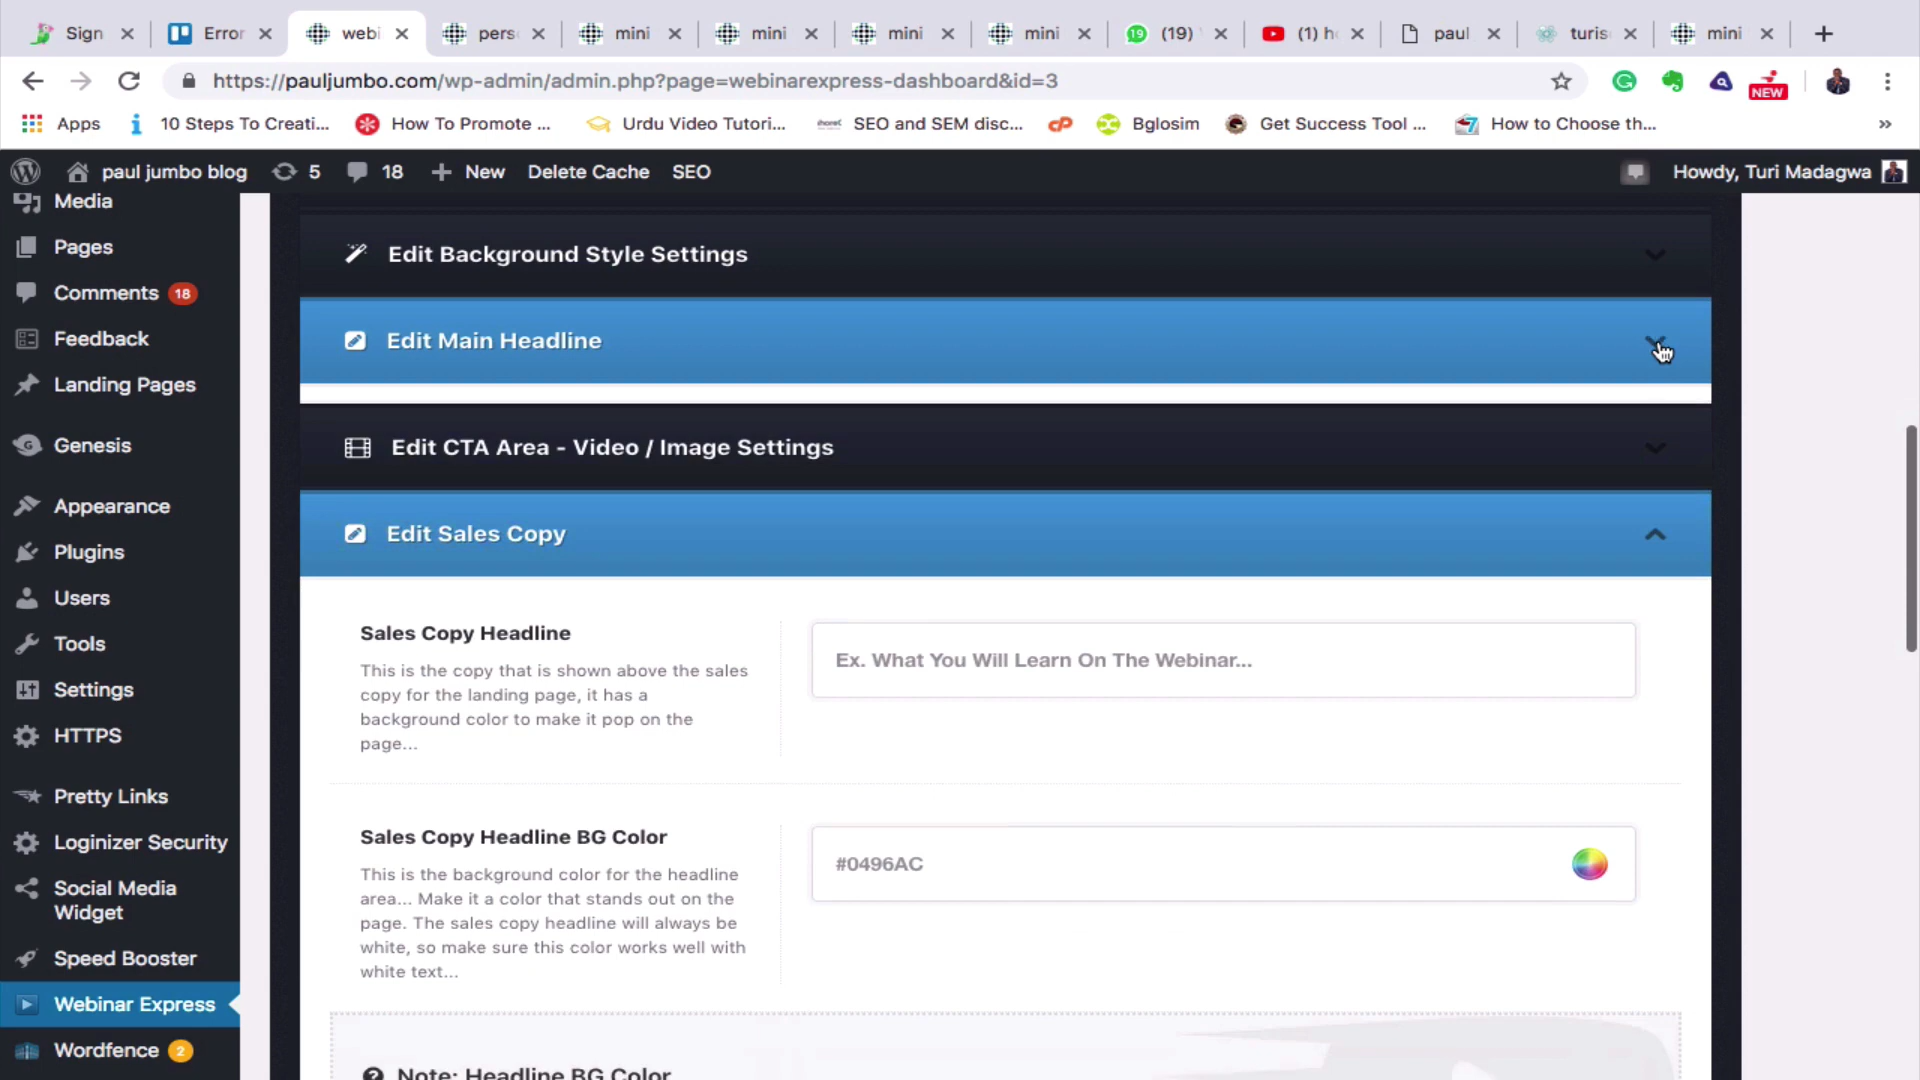 Sign
Error
webi
pers
mini
mini
mini
mini
(19)
(1) h
paul
turis
mini
https://pauljumbo.com/wp-admin/admin.php?page=webinarexpress-dashboard&id=3
NEW
Apps
10 Steps To Creati...
How To Promote ...
Urdu Video Tutori...
SEO and SEM disc...
Bglosim
Get Success Tool ...
How to Choose th...
»
paul jumbo blog
5
18
New
Delete Cache
SEO
Howdy, Turi Madagwa
Media
Pages
Comments 18
Feedback
Landing Pages
Genesis
Appearance
Plugins
Users
Tools
Settings
HTTPS
Pretty Links
Loginizer Security
Social Media
Widget
Speed Booster
Webinar Express
Wordfence 2
Edit Background Style Settings
Edit Main Headline
Edit CTA Area - Video / Image Settings
Edit Sales Copy
Sales Copy Headline
This is the copy that is shown above the sales
copy for the landing page, it has a
background color to make it pop on the
page...
Ex. What You Will Learn On The Webinar...
Sales Copy Headline BG Color
This is the background color for the headline
area... Make it a color that stands out on the
page. The sales copy headline will always be
white, so make sure this color works well with
white text...
#0496AC
Note: Headline BG Color